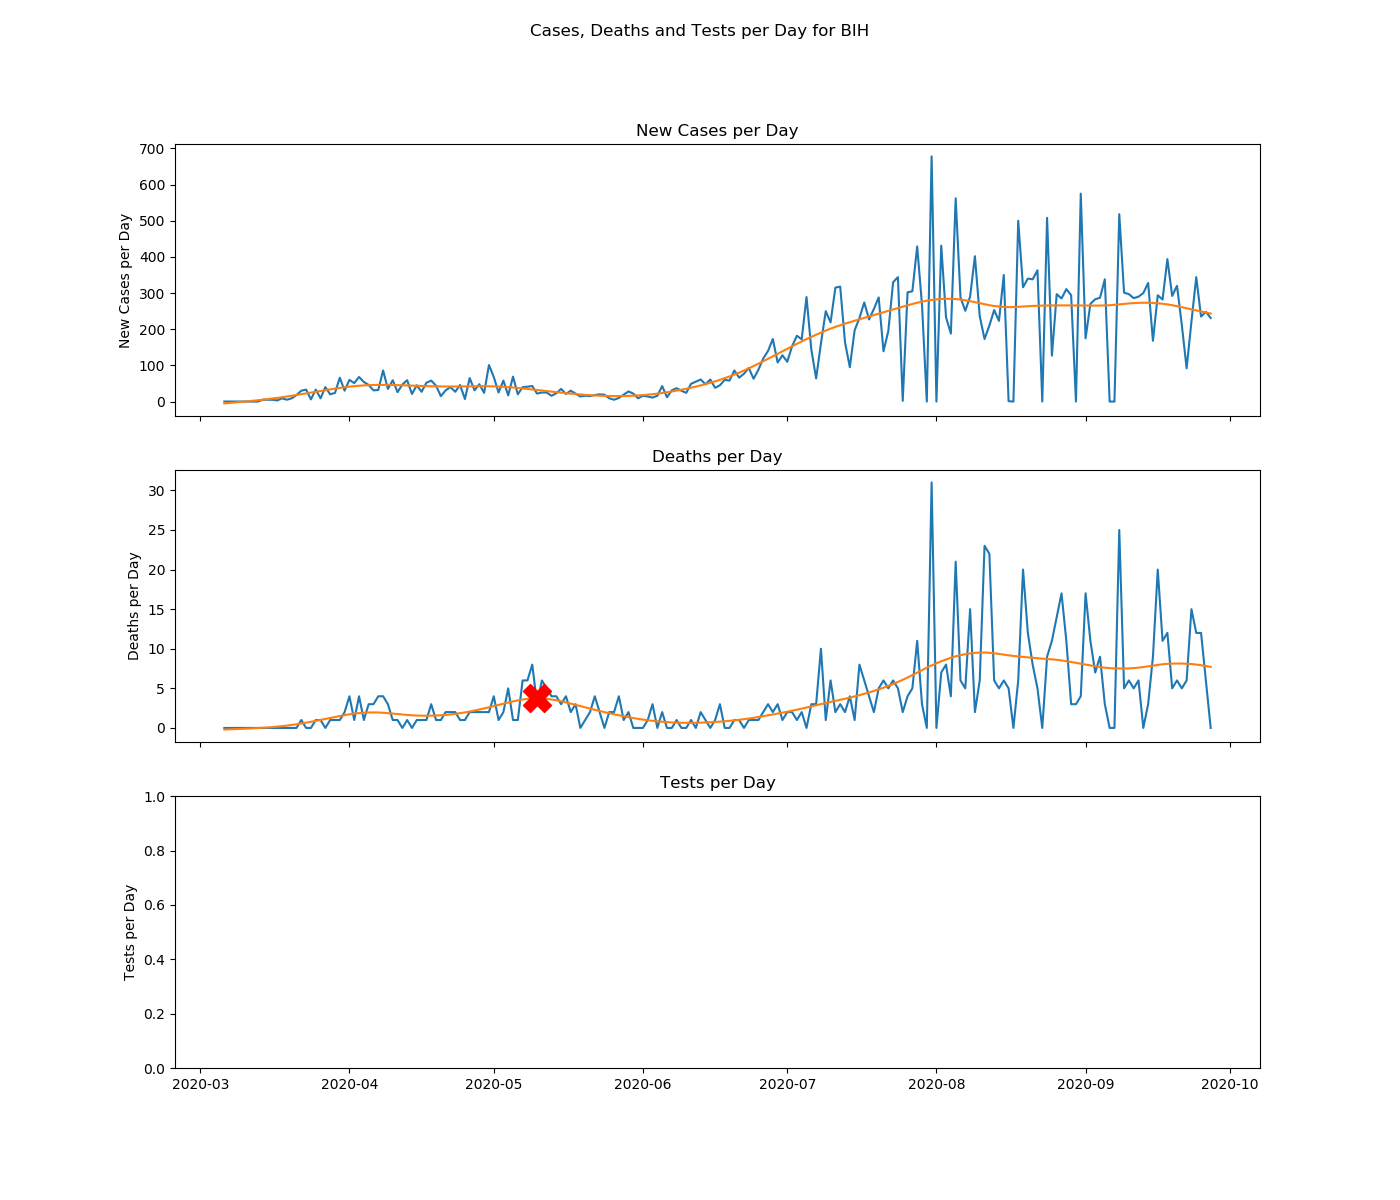 Cases, Deaths and Tests per Day for BIH
New Cases per Day
New Cases per Day
700
600
500
400
300
200
100
0
Deaths per Day
Deaths per Day
30
25
20
15
10
5
0
Tests per Day
Tests per Day
1.0
0.8
0.6
0.4
0.2
0.0
2020-03 2020-04 2020-05 2020-06 2020-07 2020-08 2020-09 2020-10